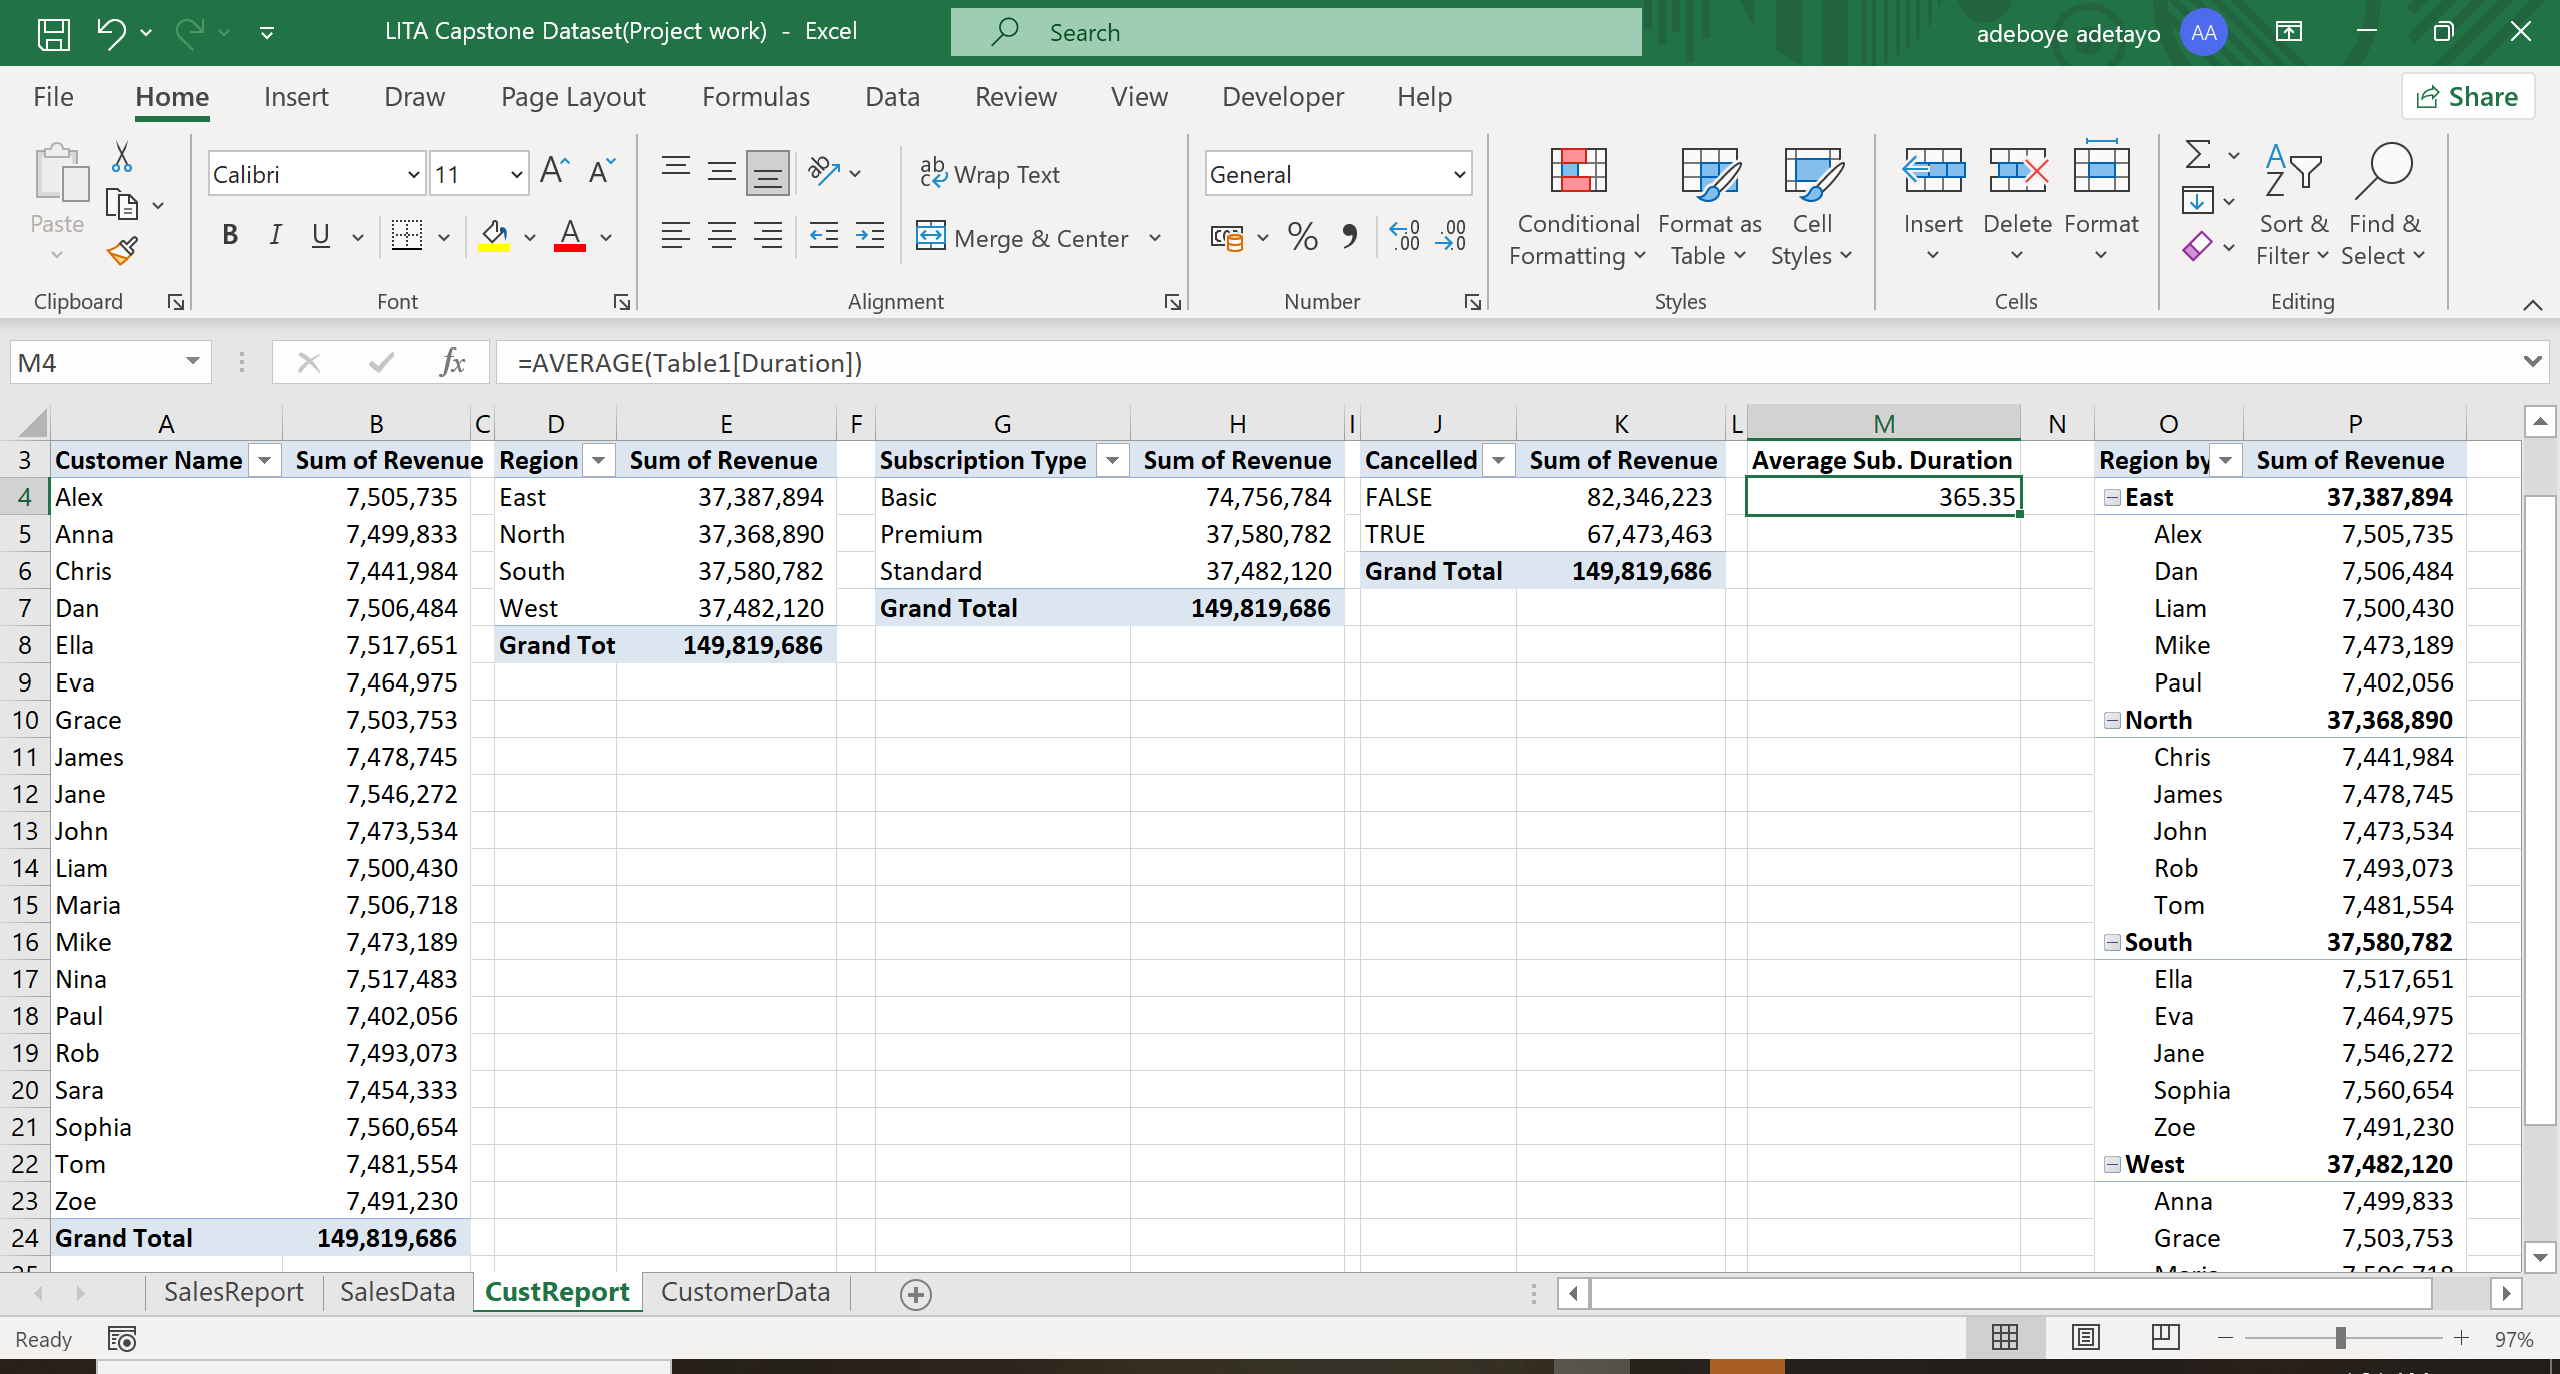 LITA Capstone Dataset(Project work) - Excel
Search
adeboye adetayo AA
File Home Insert Draw Page Layout Formulas Data Review View Developer Help Share
Paste
Calibri 11
Wrap Text
Merge & Center
General
Conditional Formatting
Format as Table
Cell Styles
Insert Delete Format
Sort & Filter
Find & Select
Clipboard Font Alignment Number Styles Cells Editing
M4 fx =AVERAGE(Table1[Duration])
A B C D E F G H I J K L M N O P
3 Customer Name Sum of Revenue Region Sum of Revenue Subscription Type Sum of Revenue Cancelled Sum of Revenue Average Sub. Duration Region by Sum of Revenue
4 Alex 7,505,735 East 37,387,894 Basic 74,756,784 FALSE 82,346,223 365.35 East 37,387,894
5 Anna 7,499,833 North 37,368,890 Premium 37,580,782 TRUE 67,473,463 Alex 7,505,735
6 Chris 7,441,984 South 37,580,782 Standard 37,482,120 Grand Total 149,819,686 Dan 7,506,484
7 Dan 7,506,484 West 37,482,120 Grand Total 149,819,686 Liam 7,500,430
8 Ella 7,517,651 Grand Tot 149,819,686 Mike 7,473,189
9 Eva 7,464,975 Paul 7,402,056
10 Grace 7,503,753 North 37,368,890
11 James 7,478,745 Chris 7,441,984
12 Jane 7,546,272 James 7,478,745
13 John 7,473,534 John 7,473,534
14 Liam 7,500,430 Rob 7,493,073
15 Maria 7,506,718 Tom 7,481,554
16 Mike 7,473,189 South 37,580,782
17 Nina 7,517,483 Ella 7,517,651
18 Paul 7,402,056 Eva 7,464,975
19 Rob 7,493,073 Jane 7,546,272
20 Sara 7,454,333 Sophia 7,560,654
21 Sophia 7,560,654 Zoe 7,491,230
22 Tom 7,481,554 West 37,482,120
23 Zoe 7,491,230 Anna 7,499,833
24 Grand Total 149,819,686 Grace 7,503,753
SalesReport SalesData CustReport CustomerData
Ready 97%